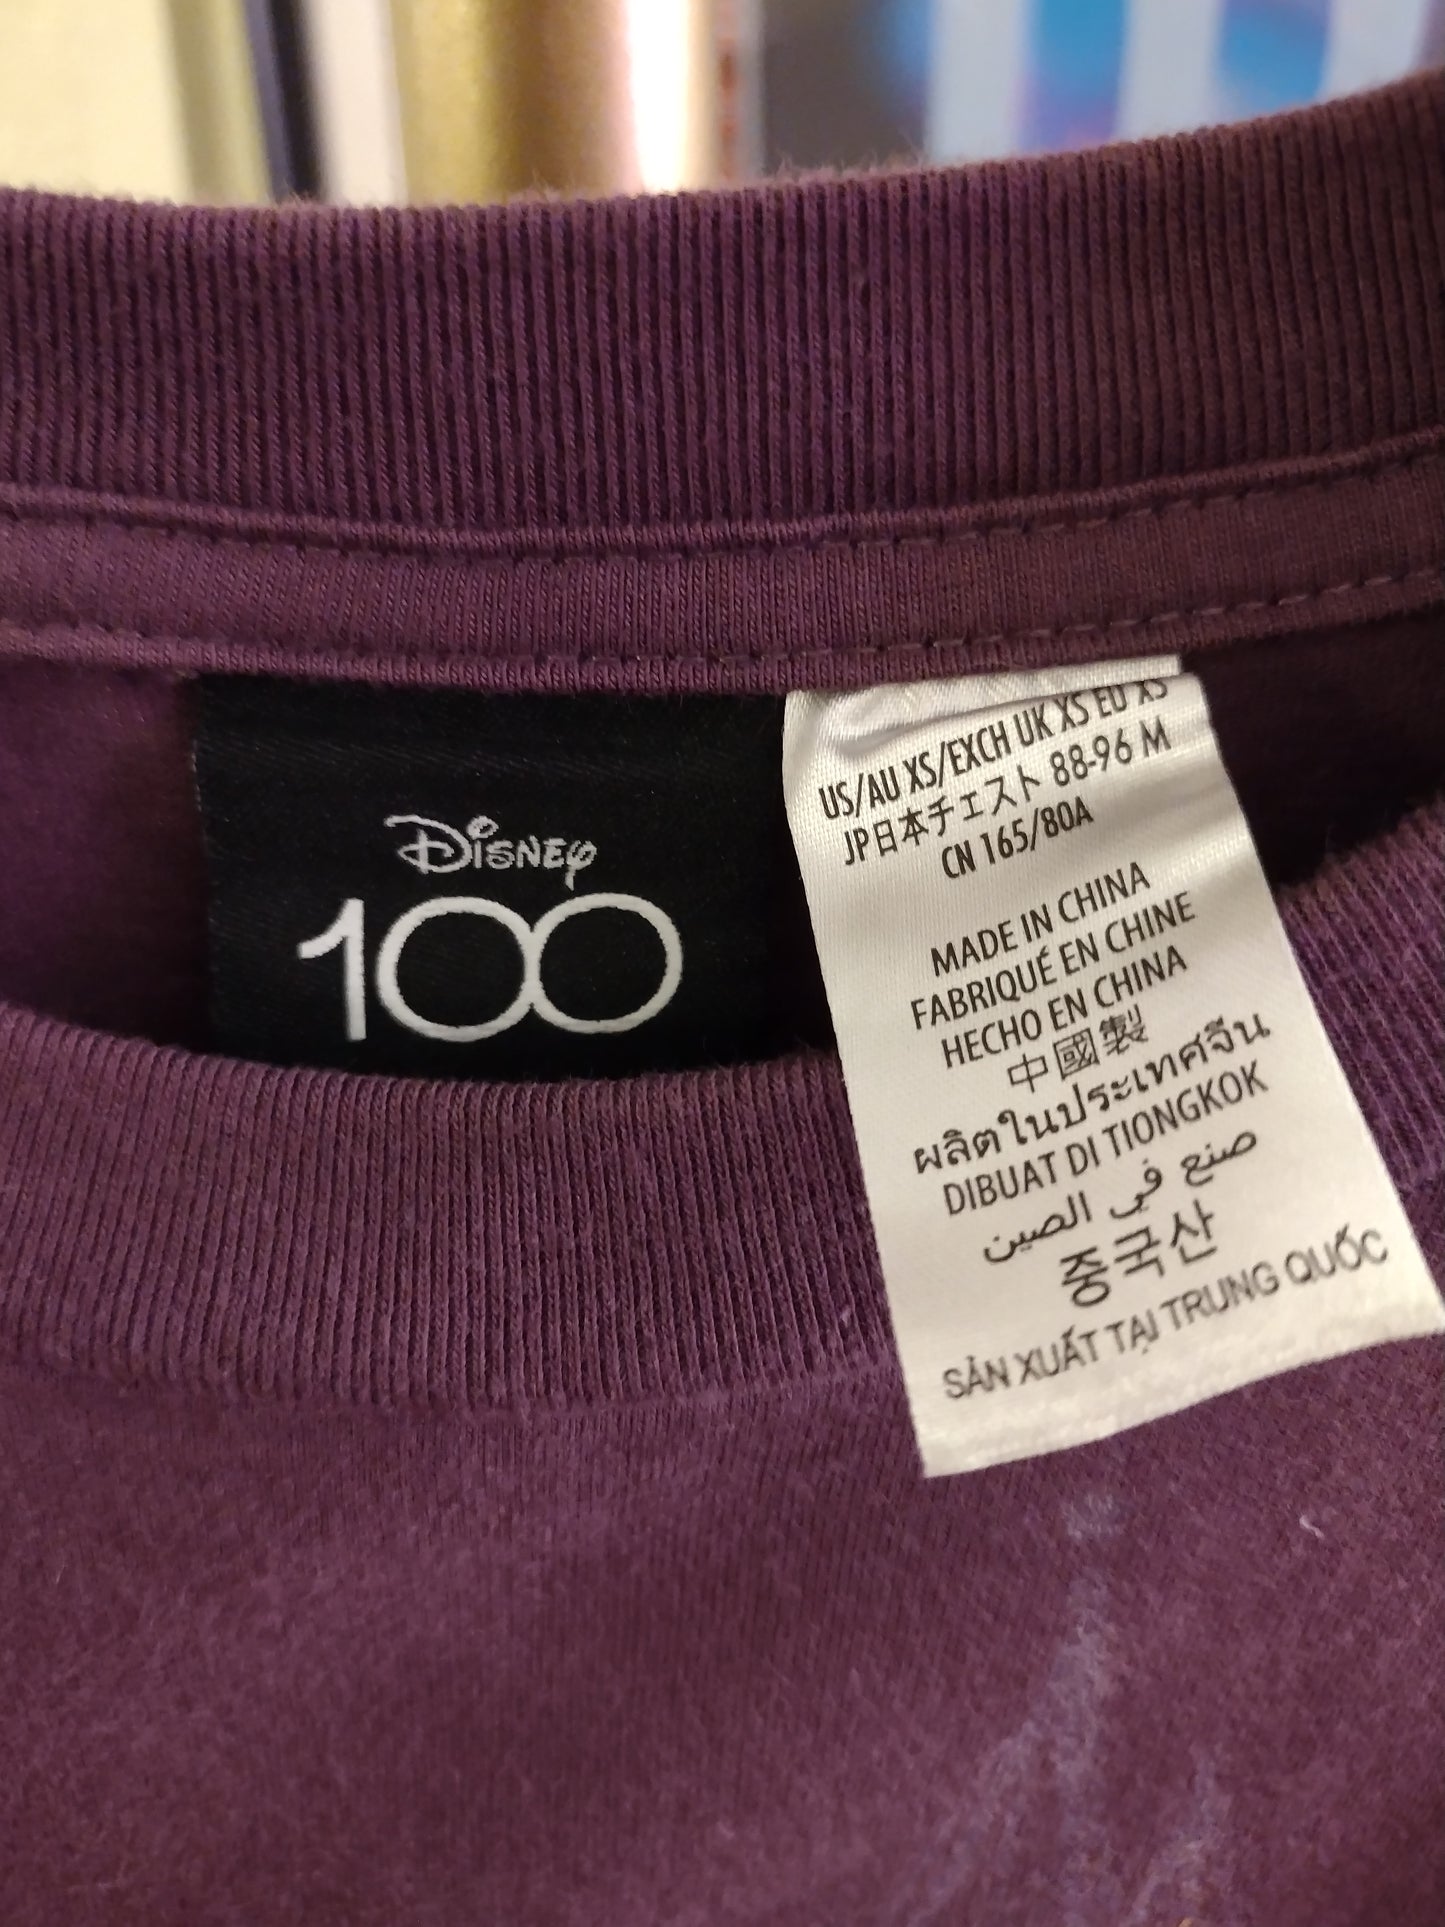 Disney
100
US/AU XS/EXCH UK XS EU XS
JP日本チェスト 88-96 M
CN 165/80A
MADE IN CHINA
FABRIQUÉ EN CHINE
HECHO EN CHINA
中國製
ผลิตในประเทศจีน
DIBUAT DI TIONGKOK
صنع في الصين
중국산
SẢN XUẤT TẠI TRUNG QUỐC